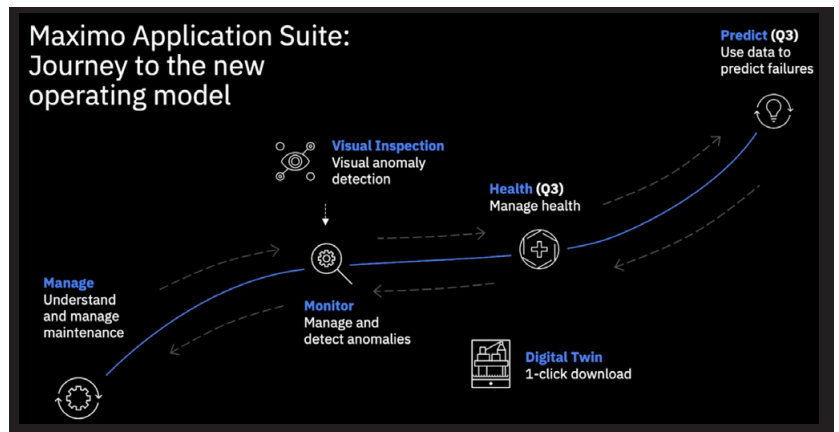 Maximo Application Suite:
Journey to the new
operating model
Predict (Q3)
Use data to
predict failures
Visual Inspection
Visual anomaly
detection
Health (Q3)
Manage health
Manage
Understand
and manage
maintenance
Monitor
Manage and
detect anomalies
Digital Twin
1-click download